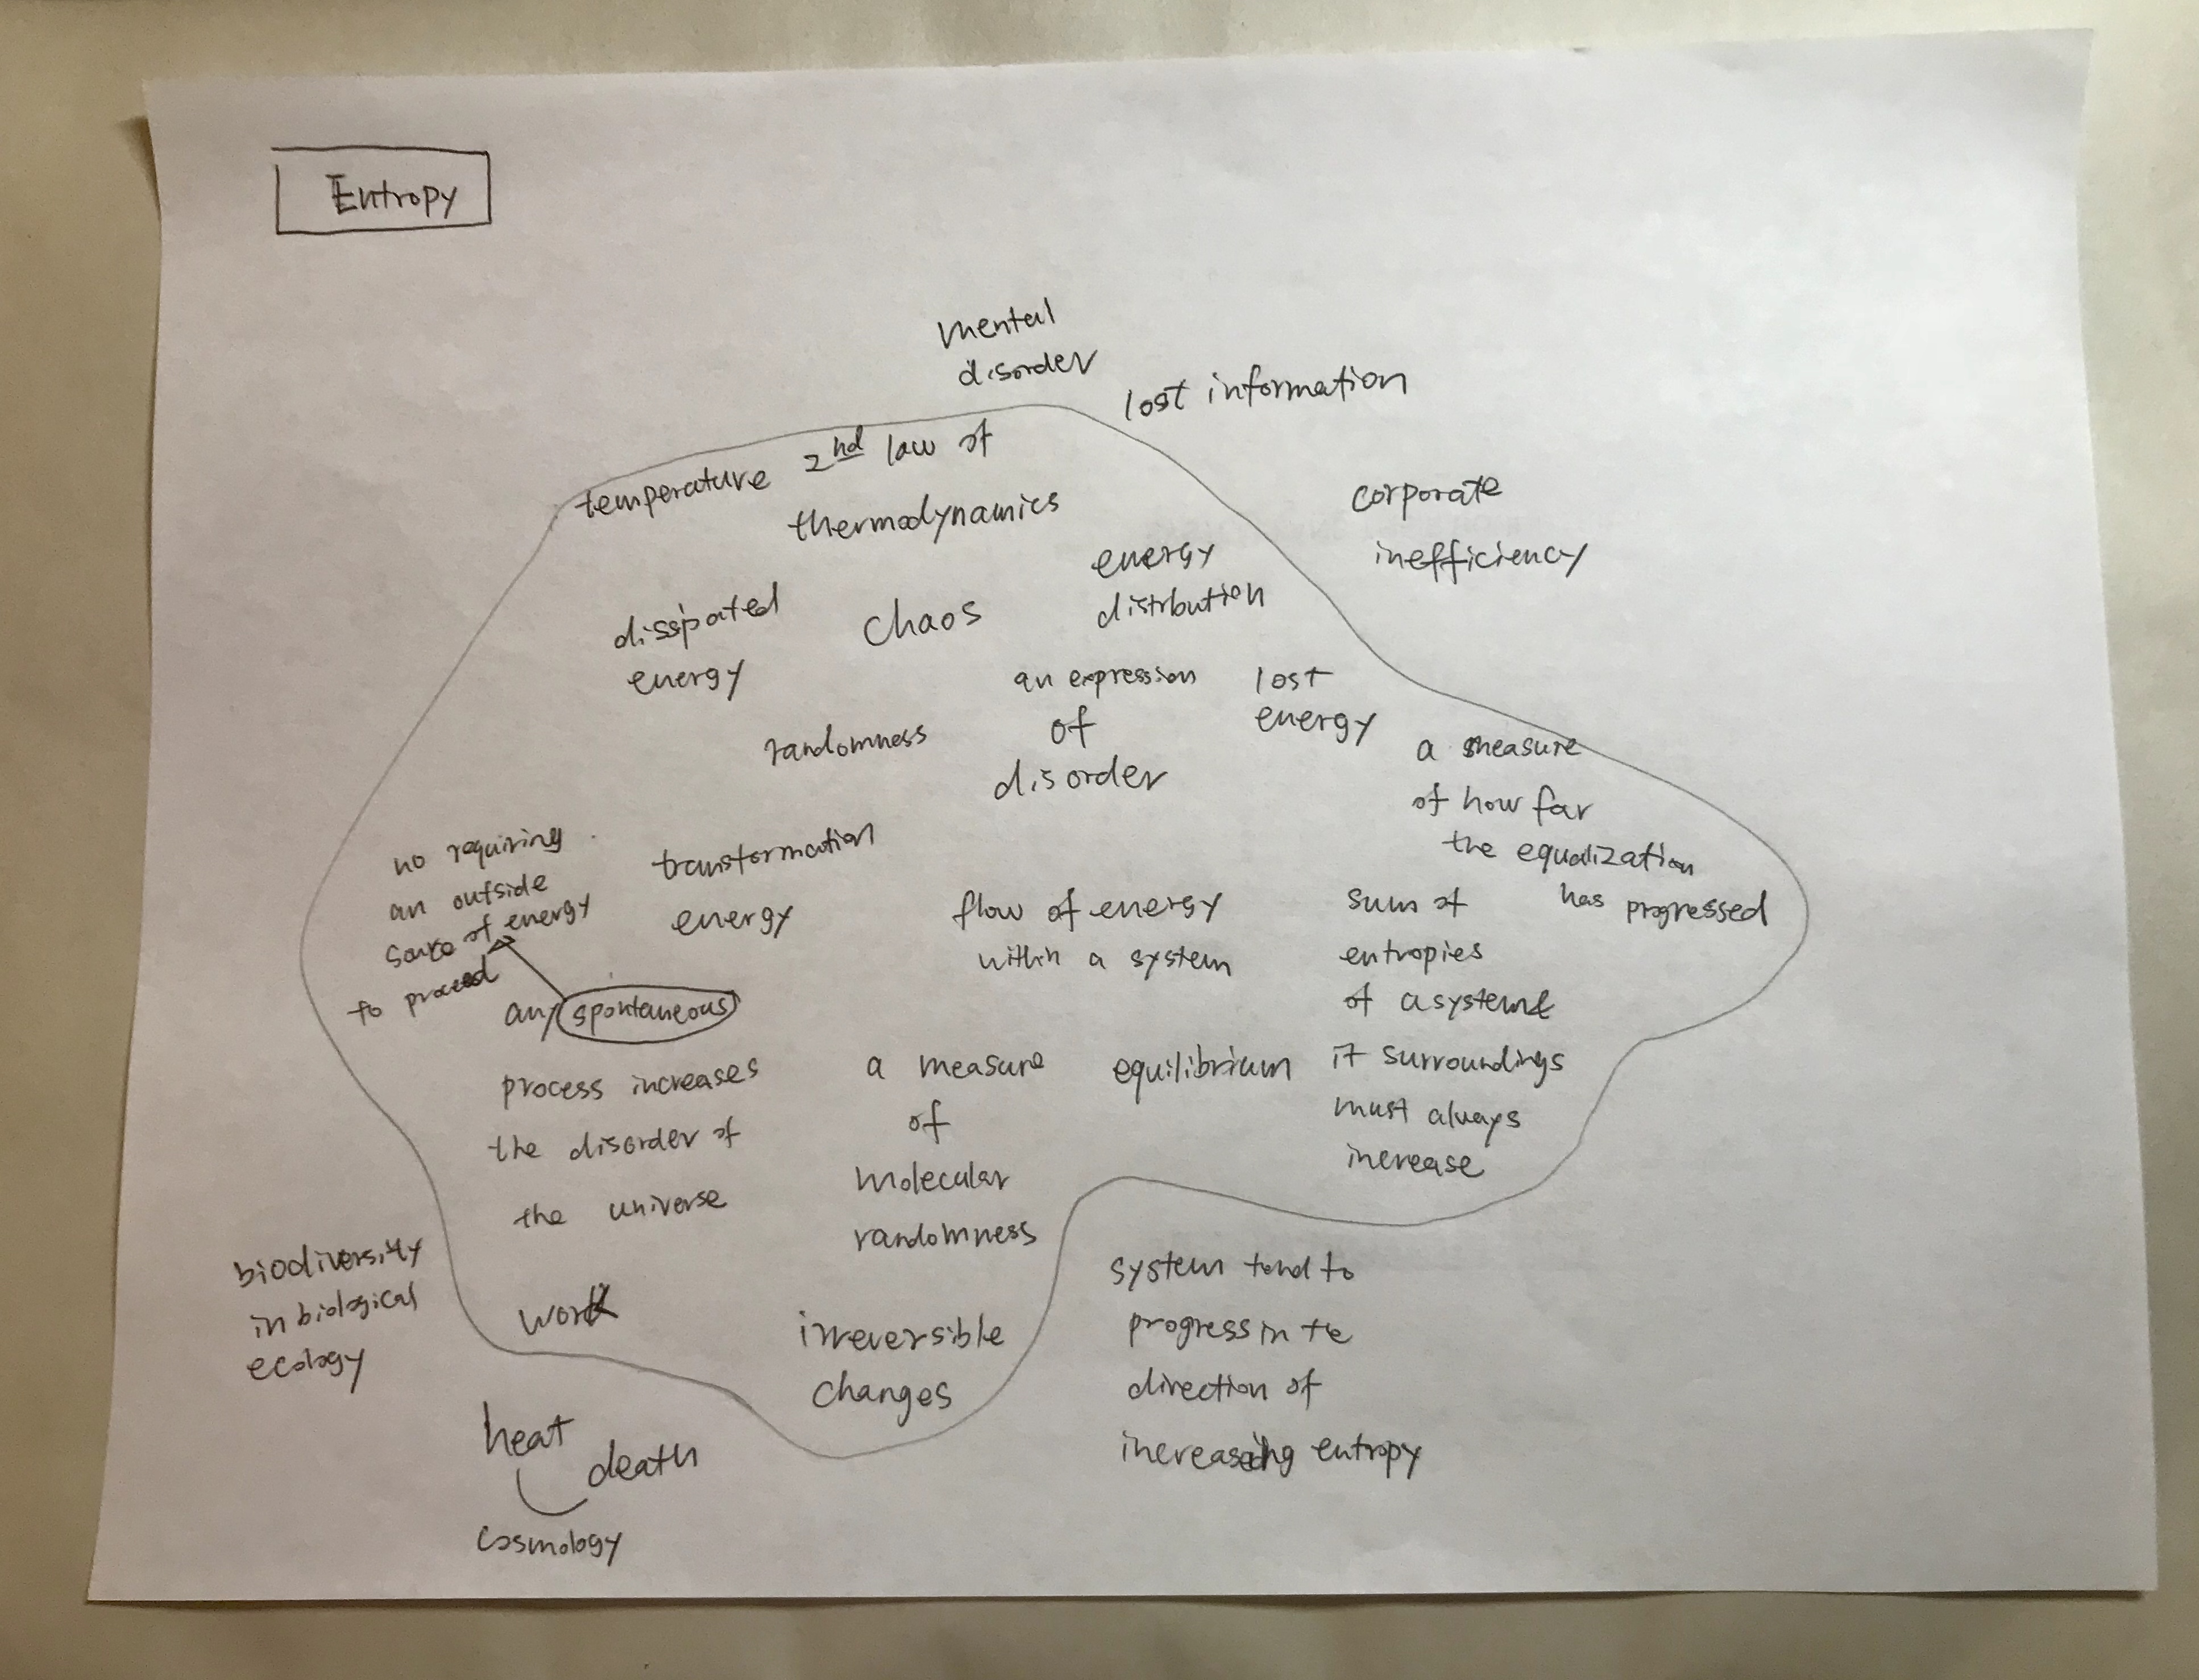 Entropy
mental
disorder
lost information
temperature
2nd law of
thermodynamics
corporate
inefficiency
energy
distrbution
dissipated
energy
chaos
an expression
of
disorder
lost
energy
randomness
a measure
of how far
the equalization
has progressed
no requiring
an outside
source of energy
to proceed
transformation
energy
flow of energy
within a system
sum of
entropies
of a system &
it surroundings
must always
increase
any spontaneous
process increases
the disorder of
the universe
a measure
of
molecular
randomness
equilibrium
biodiversity
in biological
ecology
work
irreversible
changes
system tend to
progress in the
direction of
increasing entropy
heat
death
cosmology